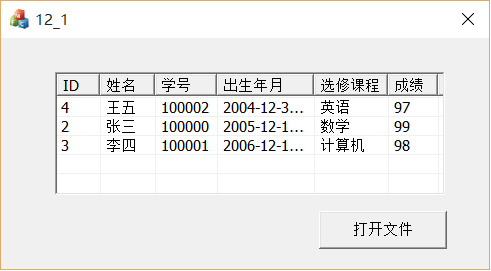 12_1
ID 姓名 学号 出生年月 选修课程 成绩
4 王五 100002 2004-12-3... 英语 97
2 张三 100000 2005-12-1... 数学 99
3 李四 100001 2006-12-1... 计算机 98
打开文件